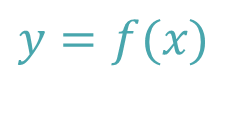 y = f(x)